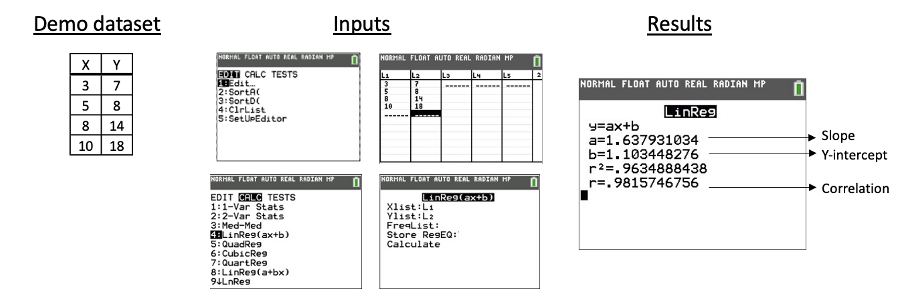 Demo dataset
Inputs
Results
X Y
3 7
5 8
8 14
10 18
NORMAL FLOAT AUTO REAL RADIAN MP
EDIT CALC TESTS
1:Edit…
2:SortA(
3:SortD(
4:ClrList
5:SetUpEditor
NORMAL FLOAT AUTO REAL RADIAN MP
L1 L2 L3 L4 L5 2
3 7 ------ ------ ------
5 8
8 14
10 18
------ ------
NORMAL FLOAT AUTO REAL RADIAN MP
EDIT CALC TESTS
1:1-Var Stats
2:2-Var Stats
3:Med-Med
4:LinReg(ax+b)
5:QuadReg
6:CubicReg
7:QuartReg
8:LinReg(a+bx)
9↓LnReg
NORMAL FLOAT AUTO REAL RADIAN MP
LinReg(ax+b)
Xlist:L1
Ylist:L2
FreqList:
Store RegEQ:
Calculate
NORMAL FLOAT AUTO REAL RADIAN MP
LinReg
y=ax+b
a=1.637931034
b=1.103448276
r²=.9634888438
r=.9815746756
Slope
Y-intercept
Correlation